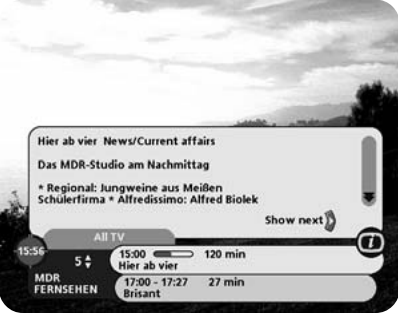 Hier ab vier News/Current affairs
Das MDR-Studio am Nachmittag
* Regional: Jungweine aus Meißen
Schülerfirma * Alfredissimo: Alfred Biolek
Show next
i
All TV
15:56
5
MDR
FERNSEHEN
15:00 120 min
Hier ab vier
17:00 - 17:27 27 min
Brisant